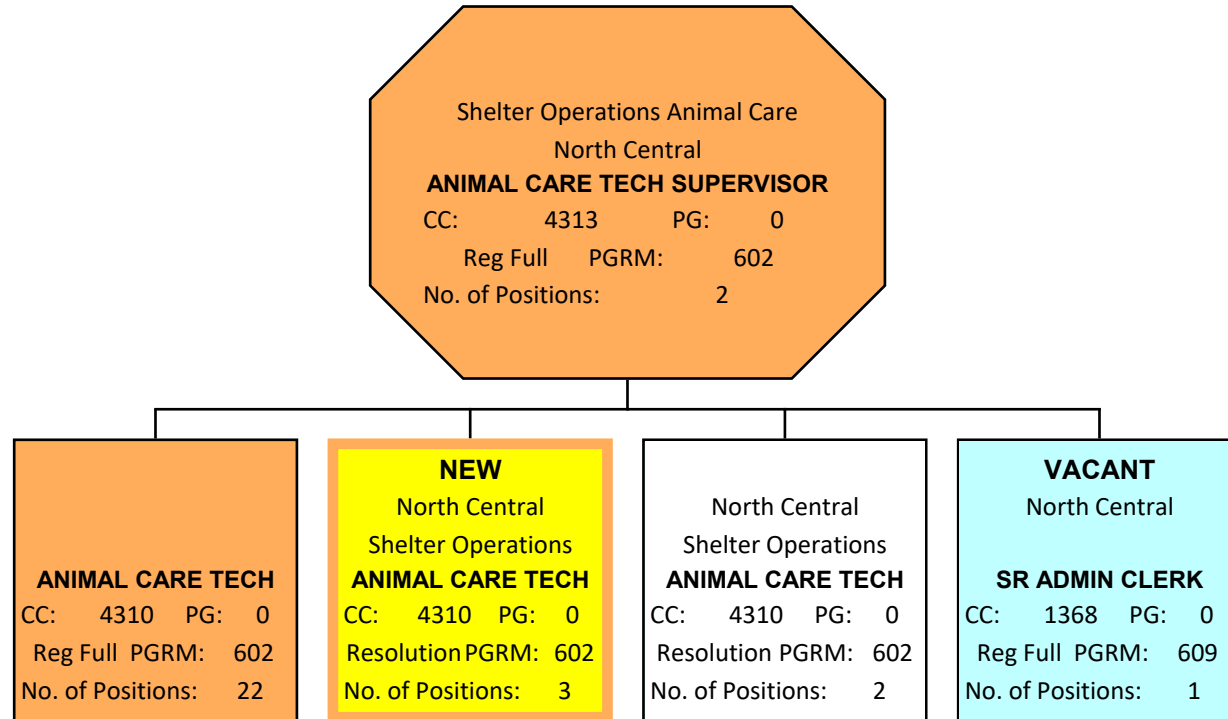 Shelter Operations Animal Care
North Central
ANIMAL CARE TECH SUPERVISOR
CC: 4313 PG: 0
Reg Full PGRM: 602
No. of Positions: 2
ANIMAL CARE TECH
CC: 4310 PG: 0
Reg Full PGRM: 602
No. of Positions: 22
NEW
North Central
Shelter Operations
ANIMAL CARE TECH
CC: 4310 PG: 0
Resolution PGRM: 602
No. of Positions: 3
North Central
Shelter Operations
ANIMAL CARE TECH
CC: 4310 PG: 0
Resolution PGRM: 602
No. of Positions: 2
VACANT
North Central
SR ADMIN CLERK
CC: 1368 PG: 0
Reg Full PGRM: 609
No. of Positions: 1